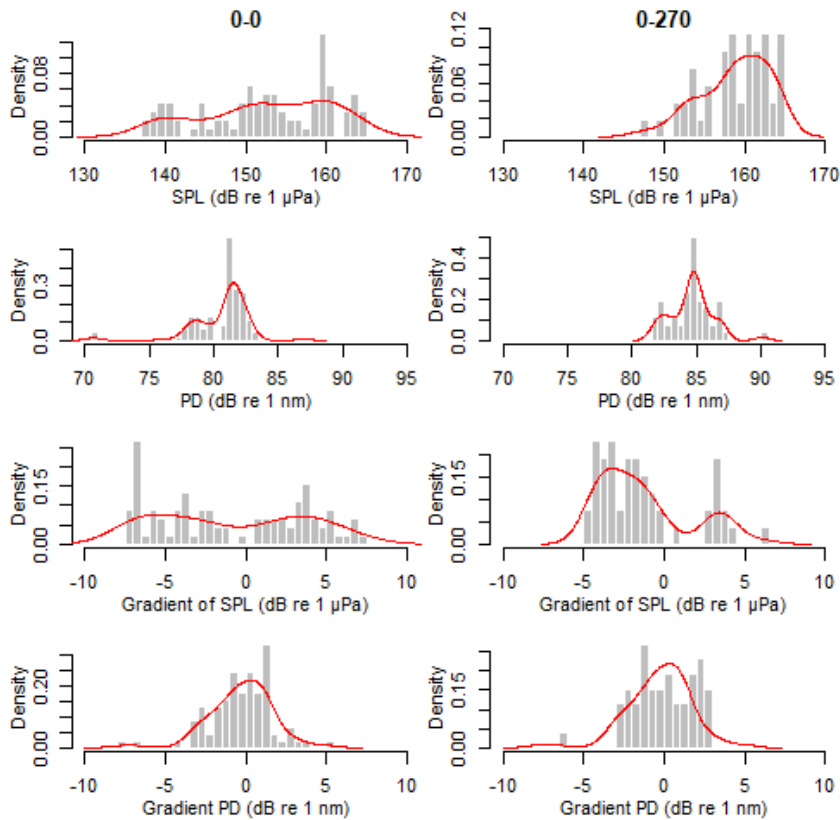 0-0
0-270
Density
0.00
0.08
130 140 150 160 170
SPL (dB re 1 µPa)
Density
0.00
0.06
0.12
130 140 150 160 170
SPL (dB re 1 µPa)
Density
0.0
0.3
70 75 80 85 90 95
PD (dB re 1 nm)
Density
0.0
0.2
0.4
70 75 80 85 90 95
PD (dB re 1 nm)
Density
0.00
0.15
-10 -5 0 5 10
Gradient of SPL (dB re 1 µPa)
Density
0.00
0.15
-10 -5 0 5 10
Gradient of SPL (dB re 1 µPa)
Density
0.00
0.20
-10 -5 0 5 10
Gradient PD (dB re 1 nm)
Density
0.00
0.15
-10 -5 0 5 10
Gradient PD (dB re 1 nm)